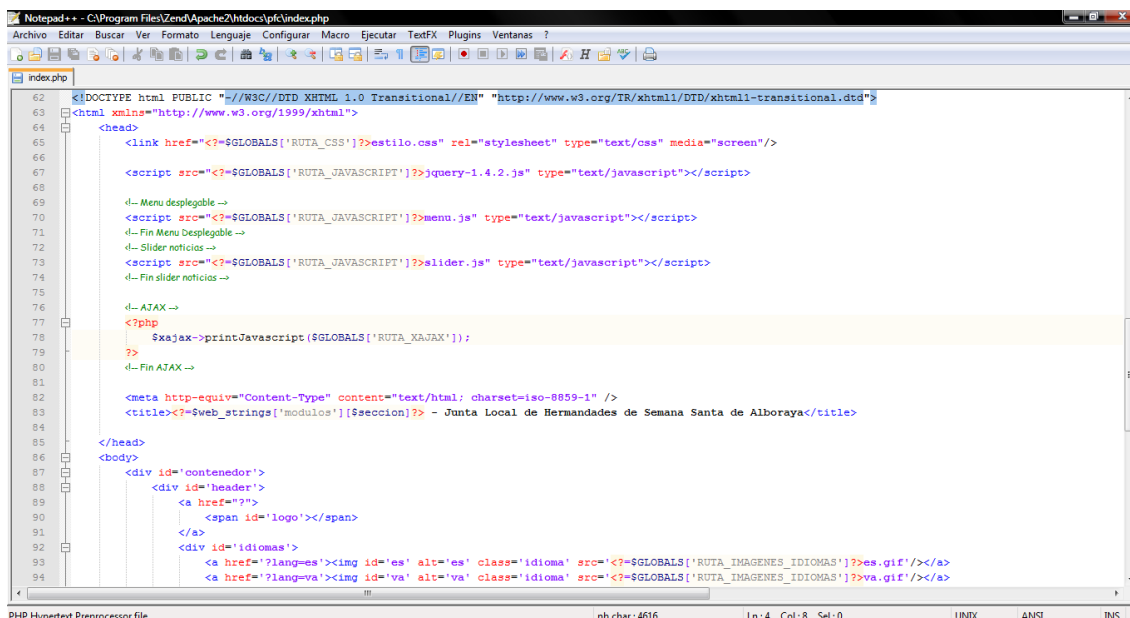 Notepad++ - C:\Program Files\Zend\Apache2\htdocs\pfc\index.php
Archivo Editar Buscar Ver Formato Lenguaje Configurar Macro Ejecutar TextFX Plugins Ventanas ?
index.php
62 <!DOCTYPE html PUBLIC "-//W3C//DTD XHTML 1.0 Transitional//EN" "http://www.w3.org/TR/xhtml1/DTD/xhtml1-transitional.dtd">
63 <html xmlns="http://www.w3.org/1999/xhtml">
64 <head>
65 <link href="<?=$GLOBALS['RUTA_CSS']?>estilo.css" rel="stylesheet" type="text/css" media="screen"/>
66
67 <script src="<?=$GLOBALS['RUTA_JAVASCRIPT']?>jquery-1.4.2.js" type="text/javascript"></script>
68
69 <!-- Menu desplegable -->
70 <script src="<?=$GLOBALS['RUTA_JAVASCRIPT']?>menu.js" type="text/javascript"></script>
71 <!-- Fin Menu Desplegable -->
72 <!-- Slider noticias -->
73 <script src="<?=$GLOBALS['RUTA_JAVASCRIPT']?>slider.js" type="text/javascript"></script>
74 <!-- Fin slider noticias -->
75
76 <!-- AJAX -->
77 <?php
78 $xajax->printJavascript($GLOBALS['RUTA_XAJAX']);
79 ?>
80 <!-- Fin AJAX -->
81
82 <meta http-equiv="Content-Type" content="text/html; charset=iso-8859-1" />
83 <title><?=$web_strings['modulos'][$seccion]?> - Junta Local de Hermandades de Semana Santa de Alboraya</title>
84
85 </head>
86 <body>
87 <div id='contenedor'>
88 <div id='header'>
89 <a href="?">
90 <span id='logo'></span>
91 </a>
92 <div id='idiomas'>
93 <a href='?lang=es'><img id='es' alt='es' class='idioma' src='<?=$GLOBALS['RUTA_IMAGENES_IDIOMAS']?>es.gif'/></a>
94 <a href='?lang=va'><img id='va' alt='va' class='idioma' src='<?=$GLOBALS['RUTA_IMAGENES_IDIOMAS']?>va.gif'/></a>
PHP Hypertext Preprocessor file nb char : 4616 Ln : 4 Col : 8 Sel : 0 UNIX ANSI INS